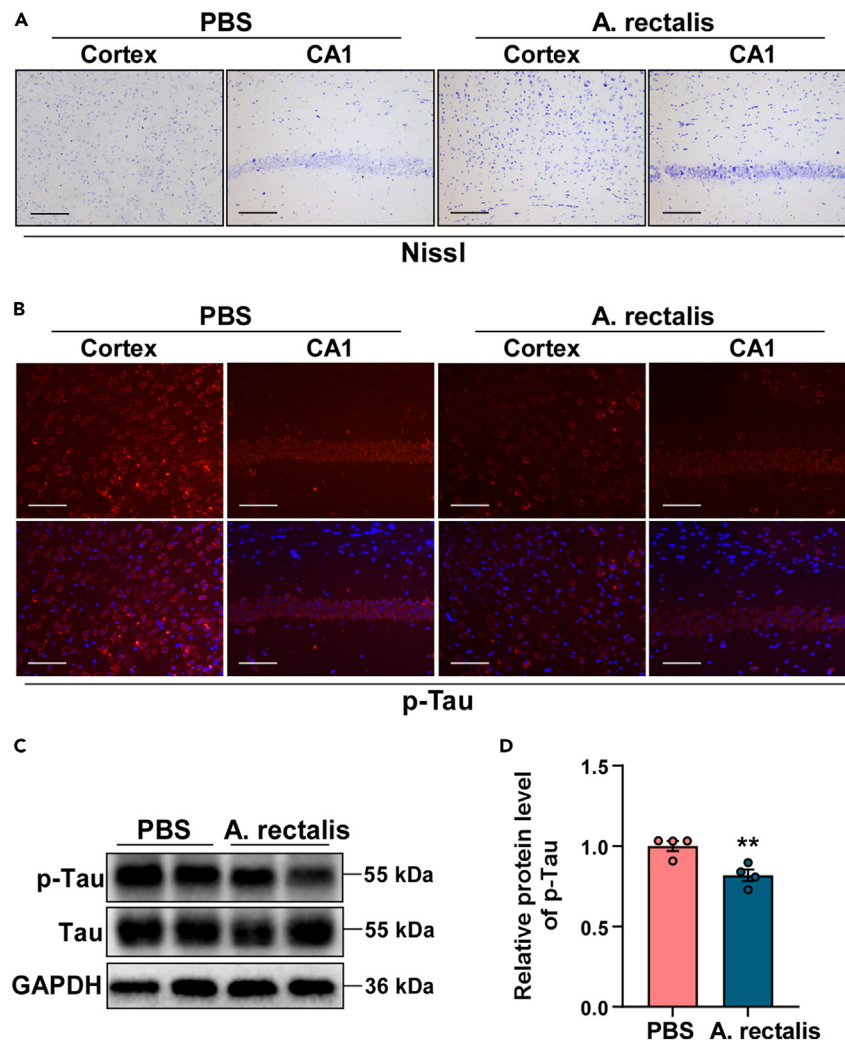 A
PBS
A. rectalis
Cortex
CA1
Cortex
CA1
Nissl
B
PBS
A. rectalis
Cortex
CA1
Cortex
CA1
p-Tau
C
PBS
A. rectalis
p-Tau
55 kDa
Tau
55 kDa
GAPDH
36 kDa
D
Relative protein level
of p-Tau
1.5
1.0
0.5
0.0
**
PBS
A. rectalis